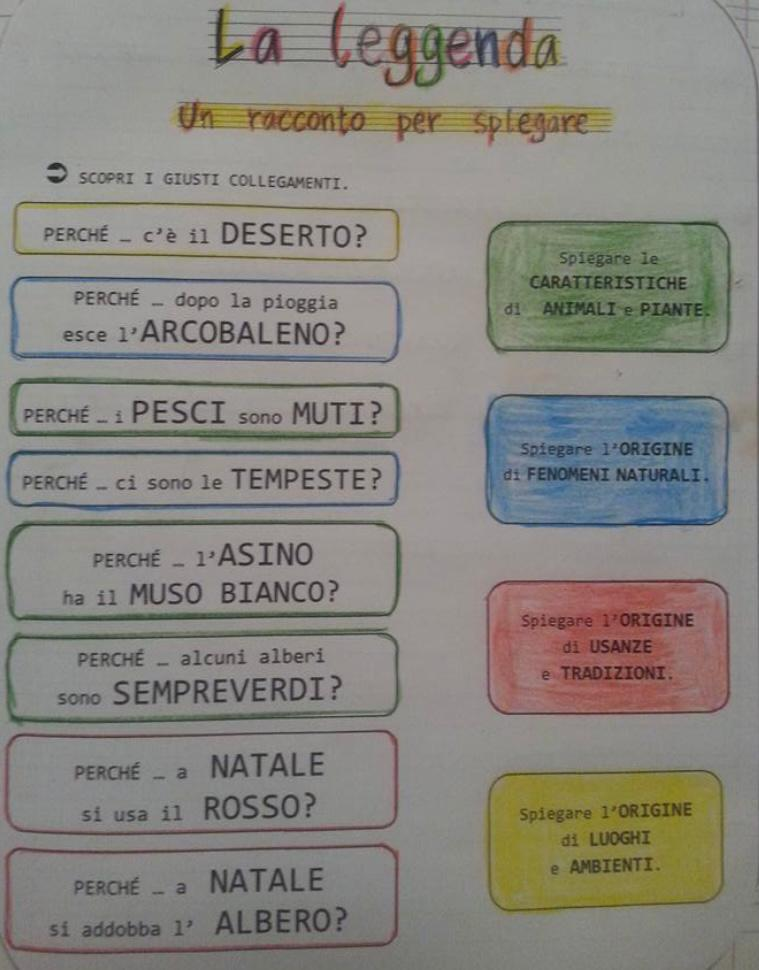 La leggenda
Un racconto per spiegare
SCOPRI I GIUSTI COLLEGAMENTI.
PERCHÉ … c'è il DESERTO?
PERCHÉ … dopo la pioggia
esce l'ARCOBALENO?
PERCHÉ … i PESCI sono MUTI?
PERCHÉ … ci sono le TEMPESTE?
PERCHÉ … l'ASINO
ha il MUSO BIANCO?
PERCHÉ … alcuni alberi
sono SEMPREVERDI?
PERCHÉ … a NATALE
si usa il ROSSO?
PERCHÉ … a NATALE
si addobba l' ALBERO?
Spiegare le
CARATTERISTICHE
di ANIMALI e PIANTE.
Spiegare l'ORIGINE
di FENOMENI NATURALI.
Spiegare l'ORIGINE
di USANZE
e TRADIZIONI.
Spiegare l'ORIGINE
di LUOGHI
e AMBIENTI.